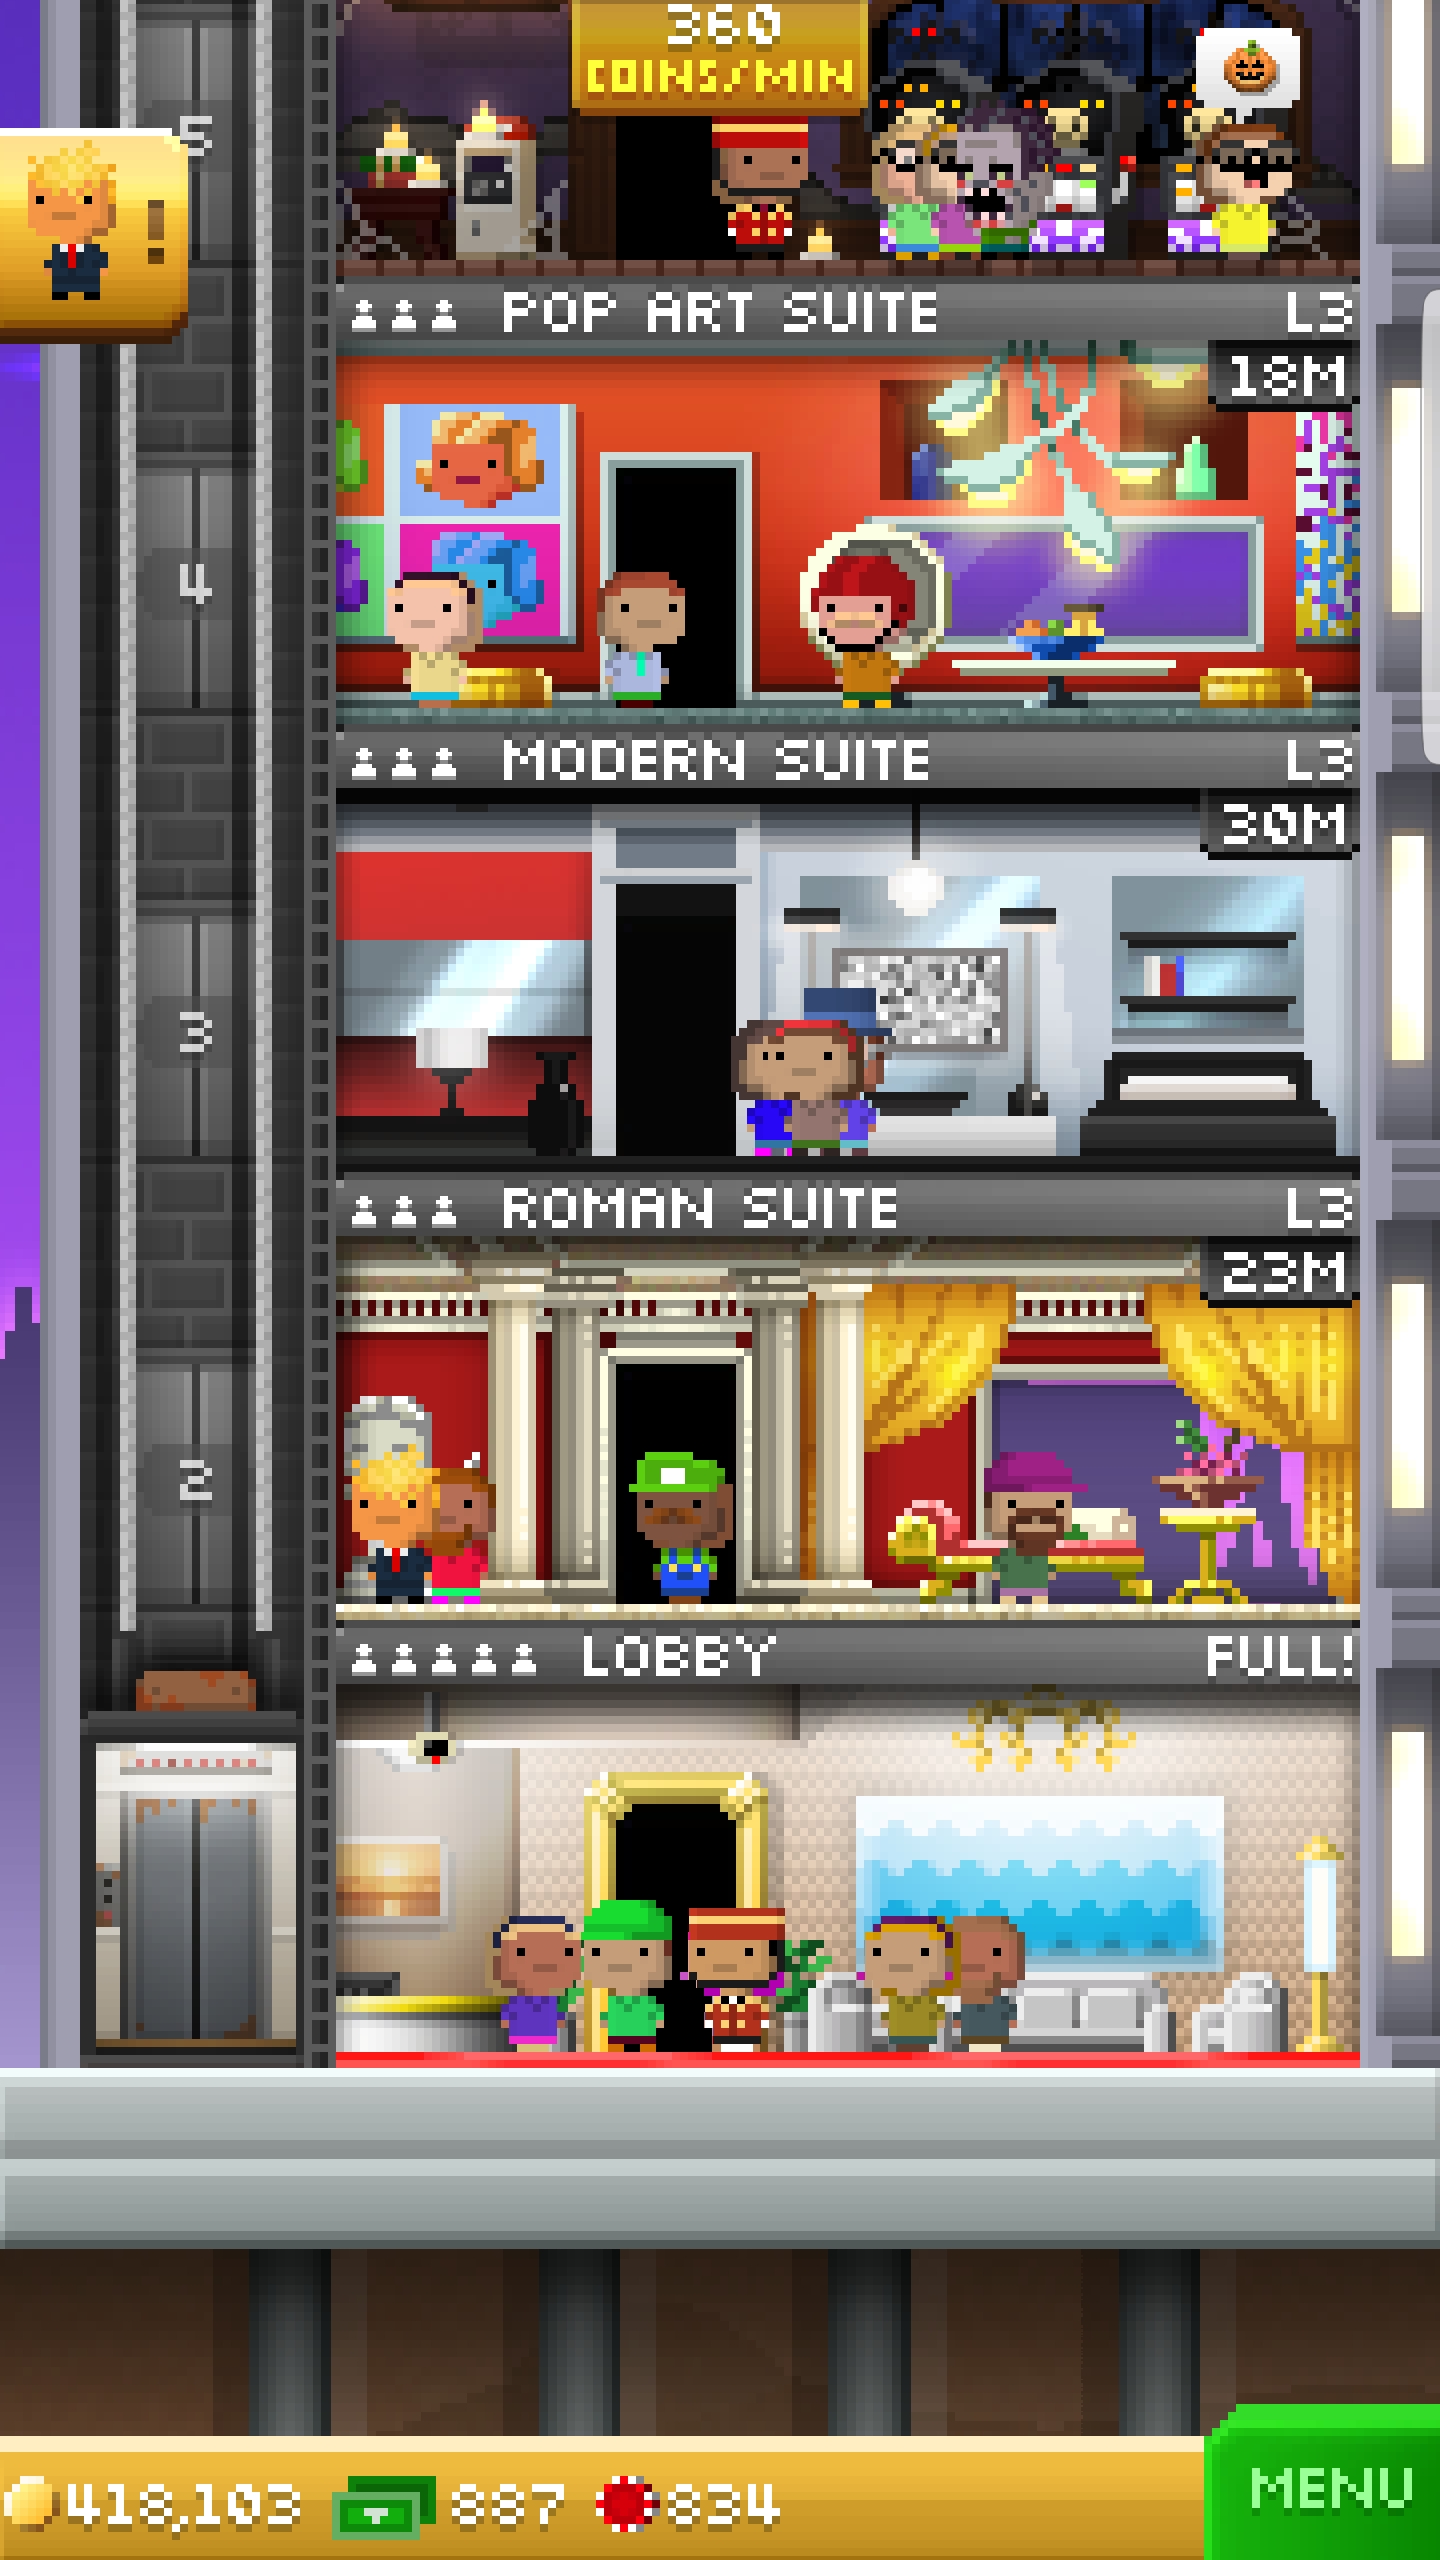 360
COINS/MIN
5
!
POP ART SUITE L3
18M
4
MODERN SUITE L3
30M
3
ROMAN SUITE L3
23M
2
LOBBY FULL!
418,103 887 834
MENU